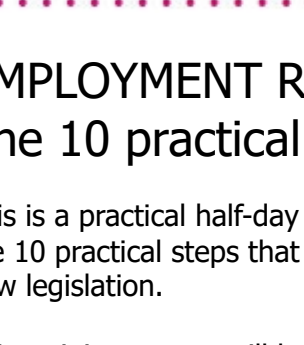 MPLOYMENT R
he 10 practical
is is a practical half-day
e 10 practical steps that
w legislation.